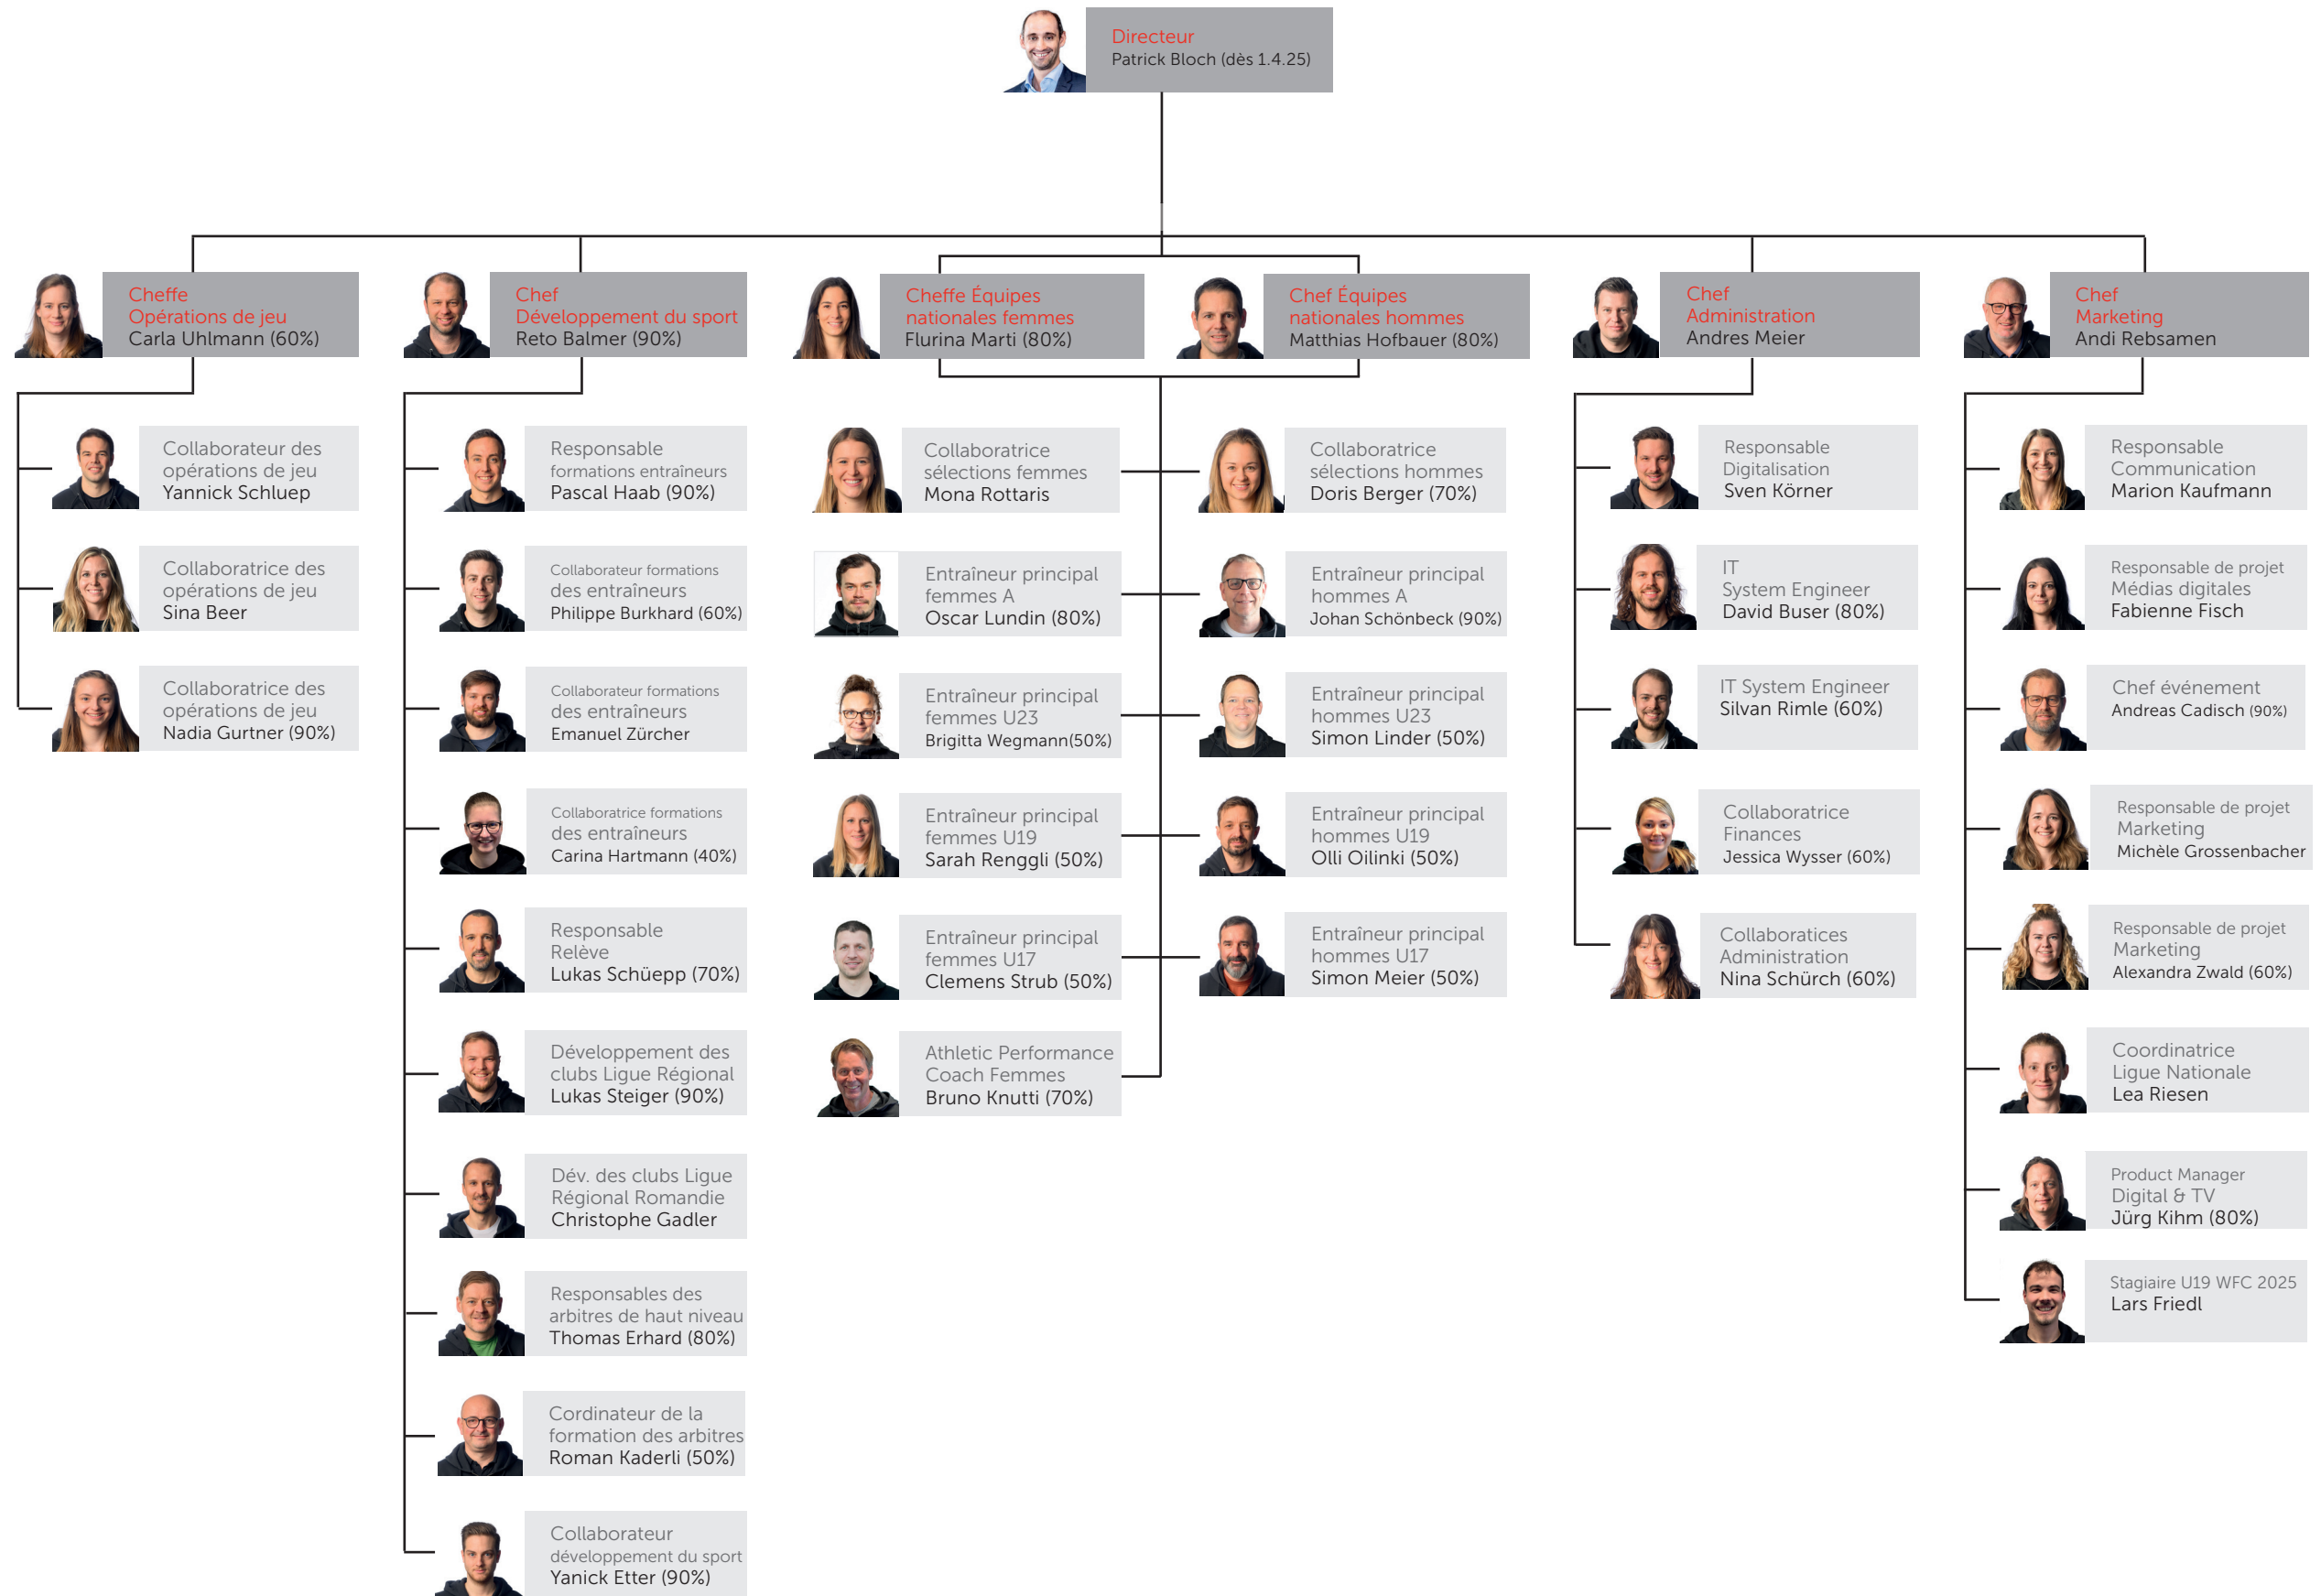 Directeur
Patrick Bloch (dès 1.4.25)
Cheffe
Opérations de jeu
Carla Uhlmann (60%)
Chef
Développement du sport
Reto Balmer (90%)
Cheffe Équipes
nationales femmes
Flurina Marti (80%)
Chef Équipes
nationales hommes
Matthias Hofbauer (80%)
Chef
Administration
Andres Meier
Chef
Marketing
Andi Rebsamen
Collaborateur des
opérations de jeu
Yannick Schluep
Collaboratrice des
opérations de jeu
Sina Beer
Collaboratrice des
opérations de jeu
Nadia Gurtner (90%)
Responsable
formations entraîneurs
Pascal Haab (90%)
Collaborateur formations
des entraîneurs
Philippe Burkhard (60%)
Collaborateur formations
des entraîneurs
Emanuel Zürcher
Collaboratrice formations
des entraîneurs
Carina Hartmann (40%)
Responsable
Relève
Lukas Schüepp (70%)
Développement des
clubs Ligue Régional
Lukas Steiger (90%)
Dév. des clubs Ligue
Régional Romandie
Christophe Gadler
Responsables des
arbitres de haut niveau
Thomas Erhard (80%)
Cordinateur de la
formation des arbitres
Roman Kaderli (50%)
Collaborateur
développement du sport
Yanick Etter (90%)
Collaboratrice
sélections femmes
Mona Rottaris
Entraîneur principal
femmes A
Oscar Lundin (80%)
Entraîneur principal
femmes U23
Brigitta Wegmann(50%)
Entraîneur principal
femmes U19
Sarah Renggli (50%)
Entraîneur principal
femmes U17
Clemens Strub (50%)
Athletic Performance
Coach Femmes
Bruno Knutti (70%)
Collaboratrice
sélections hommes
Doris Berger (70%)
Entraîneur principal
hommes A
Johan Schönbeck (90%)
Entraîneur principal
hommes U23
Simon Linder (50%)
Entraîneur principal
hommes U19
Olli Oilinki (50%)
Entraîneur principal
hommes U17
Simon Meier (50%)
Responsable
Digitalisation
Sven Körner
IT
System Engineer
David Buser (80%)
IT System Engineer
Silvan Rimle (60%)
Collaboratrice
Finances
Jessica Wysser (60%)
Collaboratices
Administration
Nina Schürch (60%)
Responsable
Communication
Marion Kaufmann
Responsable de projet
Médias digitales
Fabienne Fisch
Chef événement
Andreas Cadisch (90%)
Responsable de projet
Marketing
Michèle Grossenbacher
Responsable de projet
Marketing
Alexandra Zwald (60%)
Coordinatrice
Ligue Nationale
Lea Riesen
Product Manager
Digital & TV
Jürg Kihm (80%)
Stagiaire U19 WFC 2025
Lars Friedl